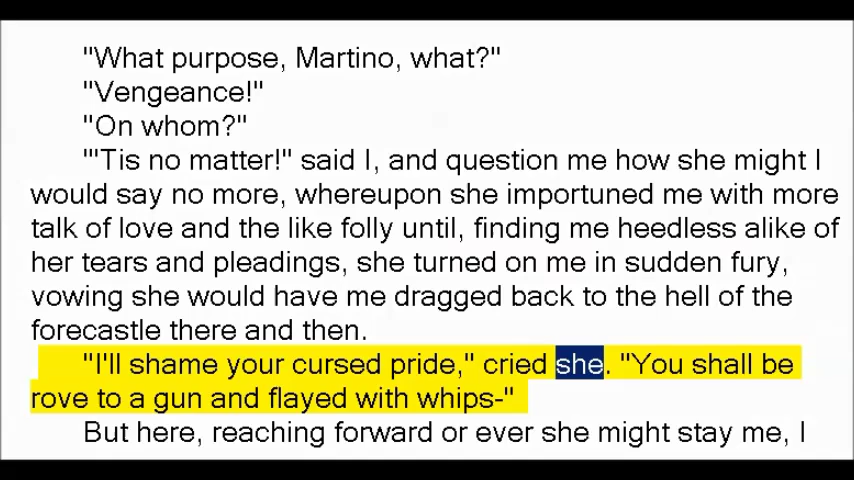 "What purpose, Martino, what?"
"Vengeance!"
"On whom?"
"'Tis no matter!" said I, and question me how she might I
would say no more, whereupon she importuned me with more
talk of love and the like folly until, finding me heedless alike of
her tears and pleadings, she turned on me in sudden fury,
vowing she would have me dragged back to the hell of the
forecastle there and then.
"I'll shame your cursed pride," cried she. "You shall be
rove to a gun and flayed with whips-"
But here, reaching forward or ever she might stay me, I